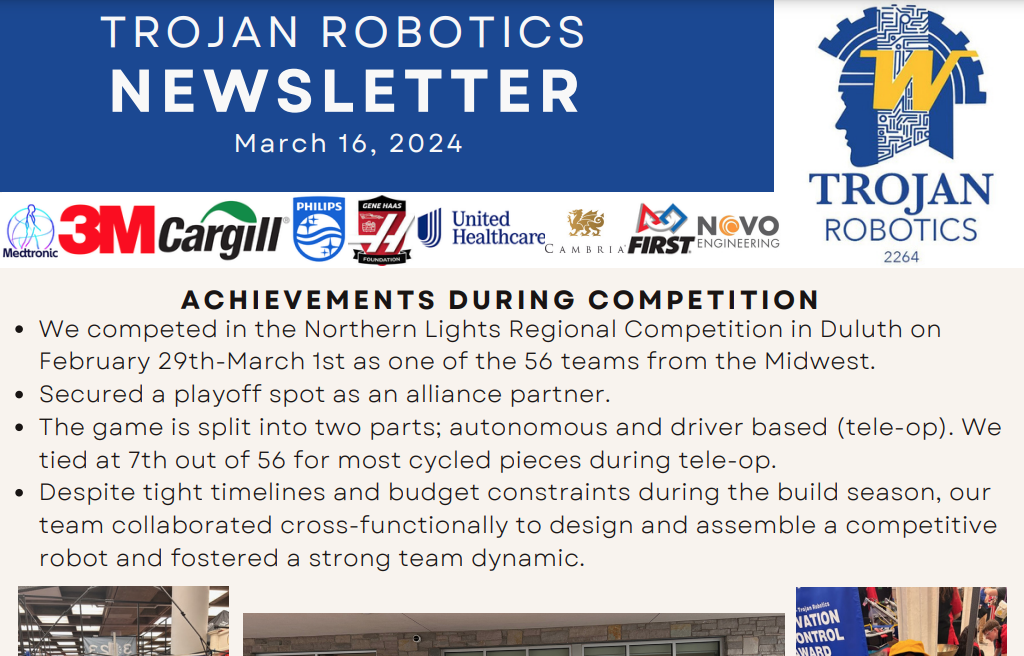 TROJAN ROBOTICS
NEWSLETTER
March 16, 2024
W
TROJAN
ROBOTICS
2264
Medtronic
3M
Cargill®
PHILIPS
GENE HAAS
FOUNDATION
United
Healthcare
CAMBRIA®
FIRST®
NOVO
ENGINEERING
ACHIEVEMENTS DURING COMPETITION
• We competed in the Northern Lights Regional Competition in Duluth on
February 29th-March 1st as one of the 56 teams from the Midwest.
• Secured a playoff spot as an alliance partner.
• The game is split into two parts; autonomous and driver based (tele-op). We
tied at 7th out of 56 for most cycled pieces during tele-op.
• Despite tight timelines and budget constraints during the build season, our
team collaborated cross-functionally to design and assemble a competitive
robot and fostered a strong team dynamic.
Trojan Robotics
VATION
ONTROL
WARD